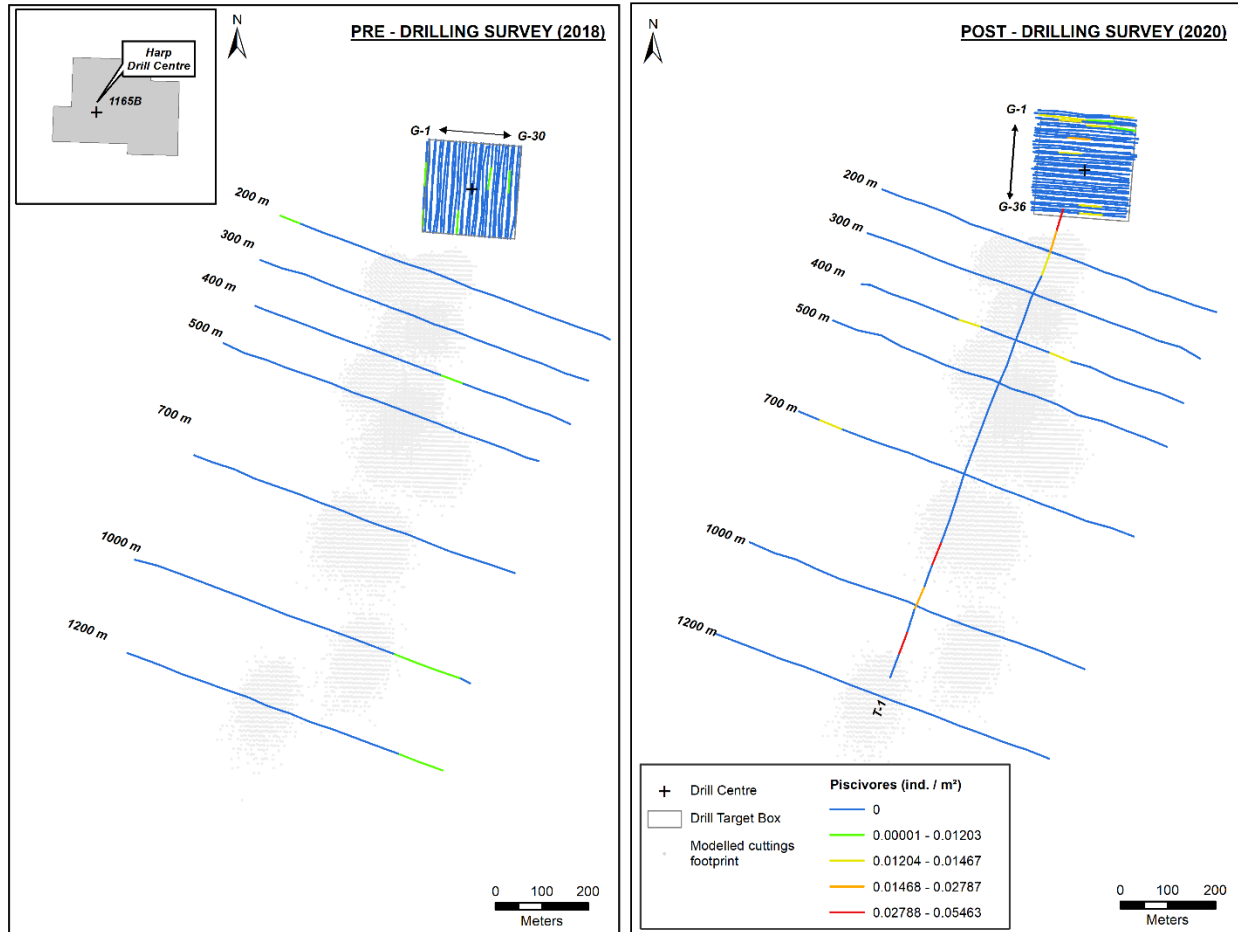 PRE - DRILLING SURVEY (2018)
N
Harp
Drill Centre
1165B
G-1
G-30
200 m
300 m
400 m
500 m
700 m
1000 m
1200 m
0 100 200
Meters
POST - DRILLING SURVEY (2020)
N
G-1
G-36
200 m
300 m
400 m
500 m
700 m
1000 m
1200 m
T-1
Drill Centre
Drill Target Box
Modelled cuttings
footprint
Piscivores (ind. / m²)
0
0.00001 - 0.01203
0.01204 - 0.01467
0.01468 - 0.02787
0.02788 - 0.05463
0 100 200
Meters